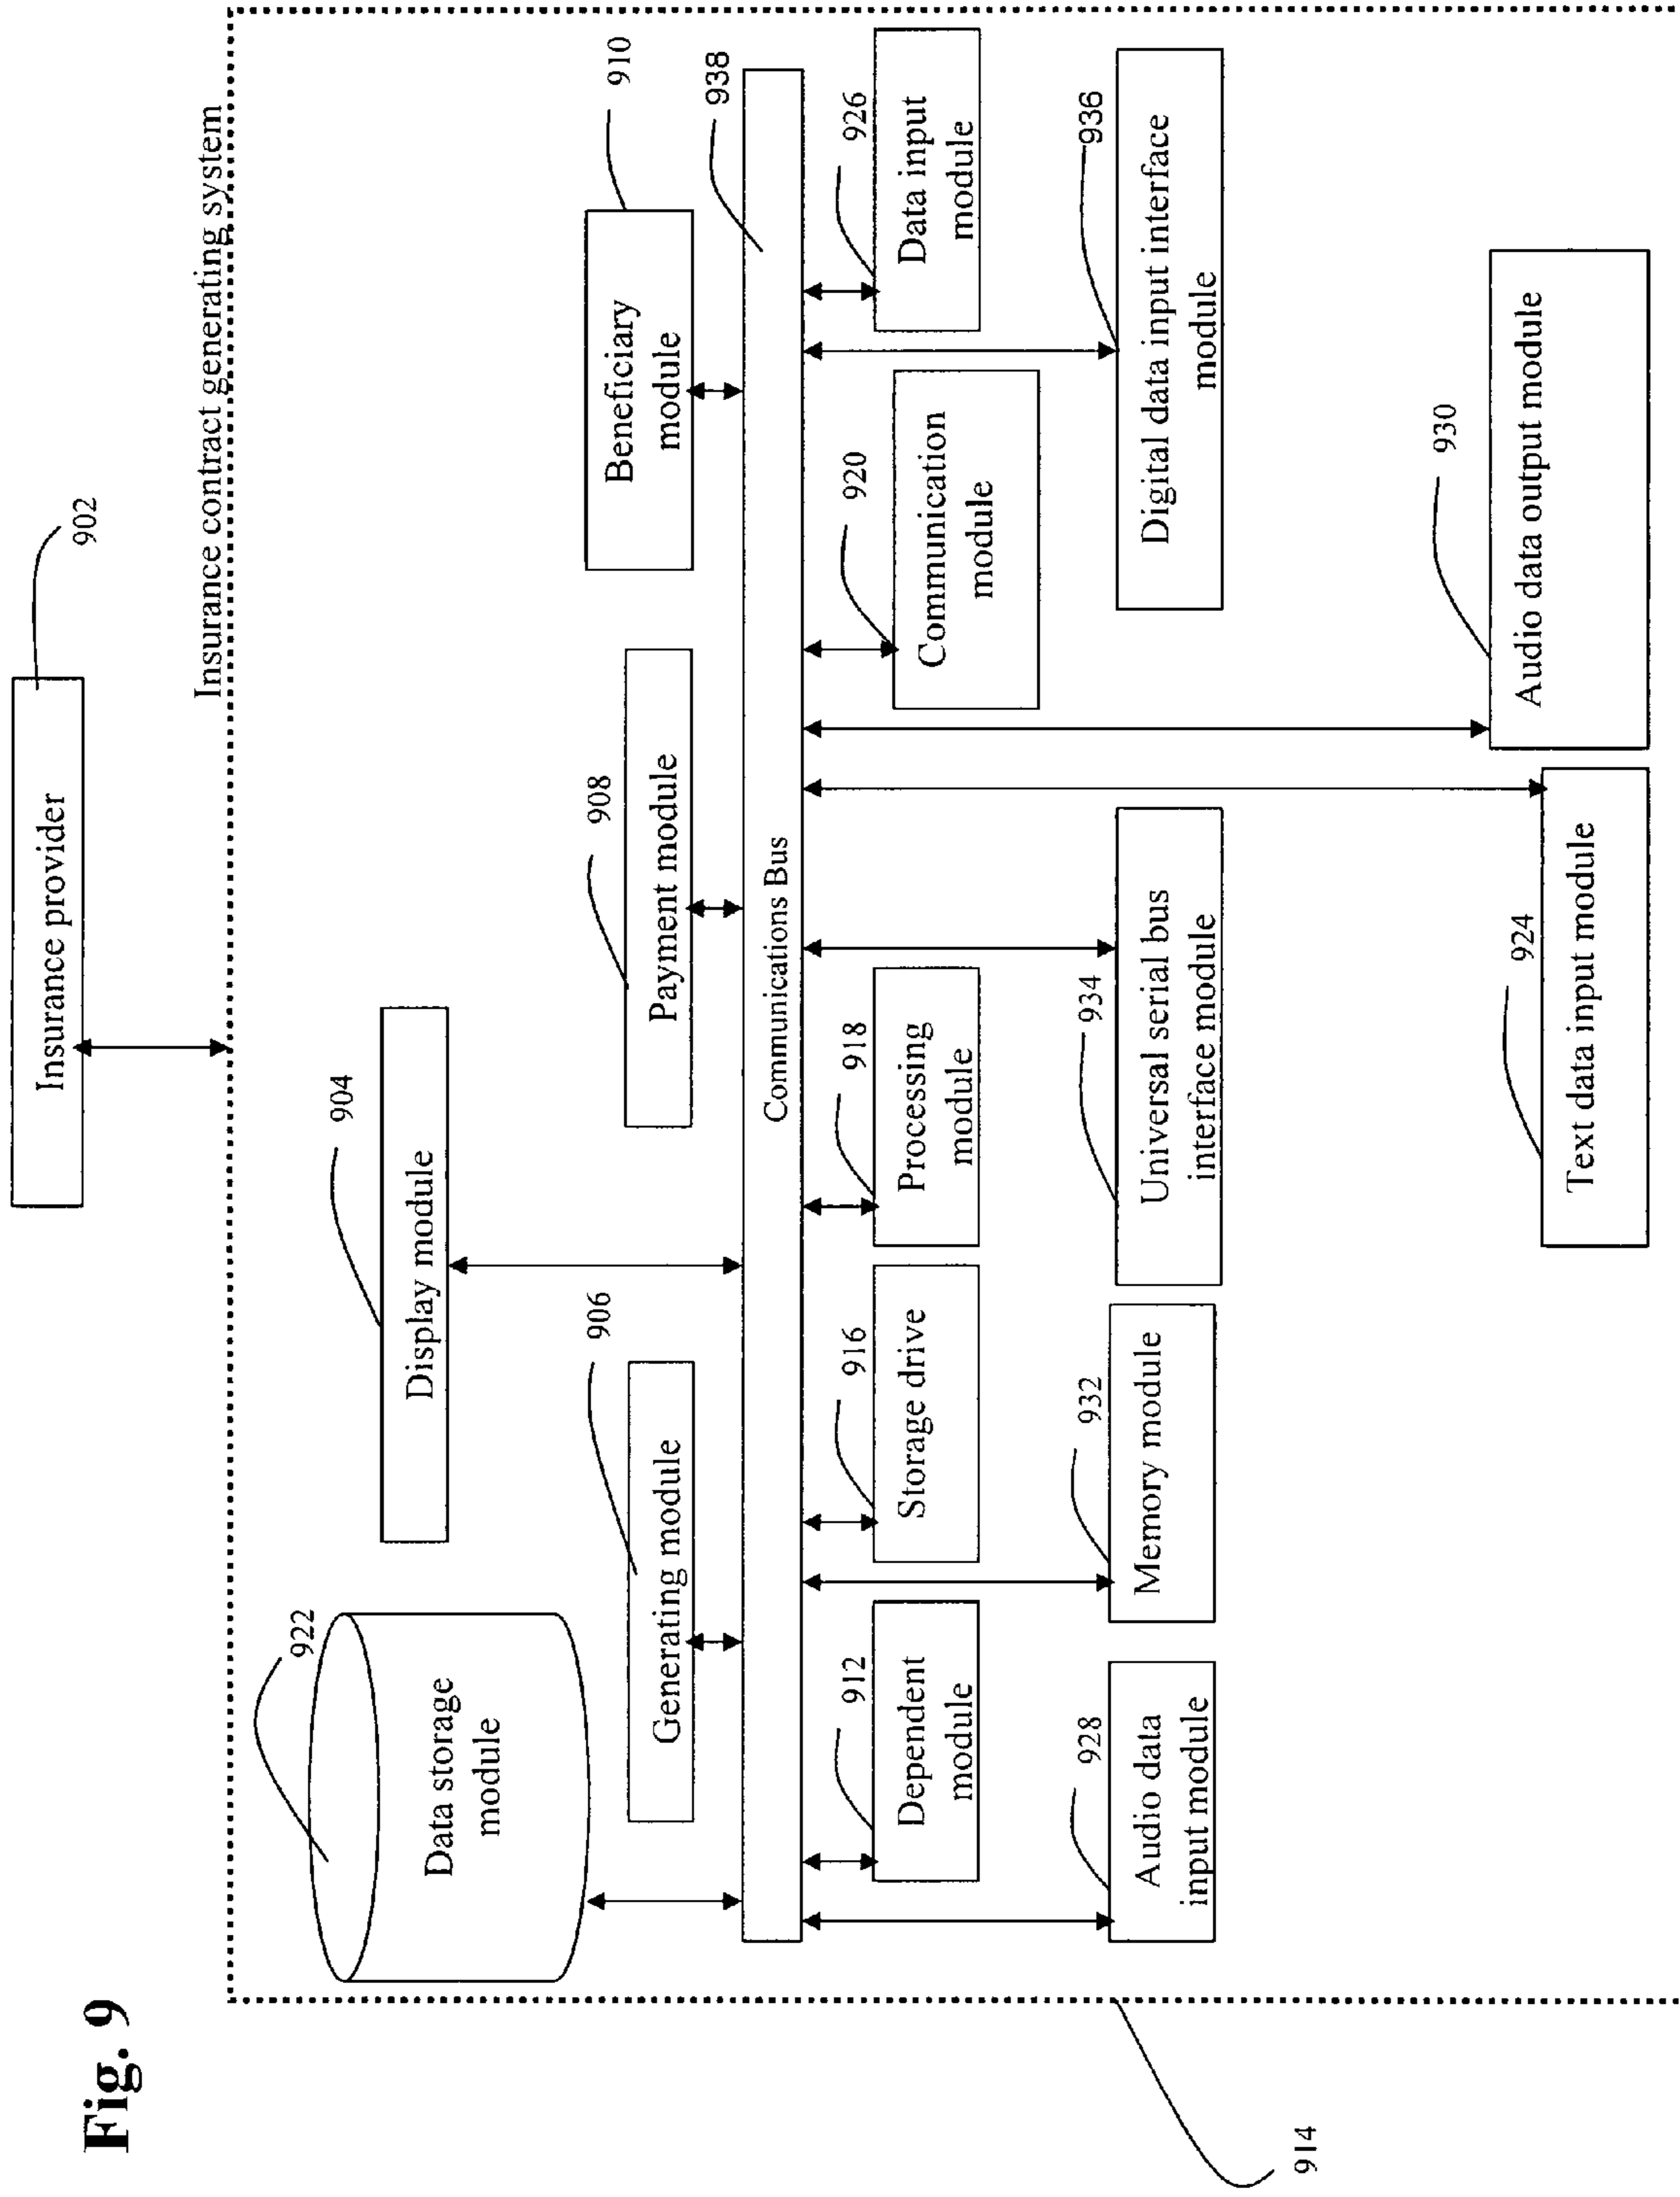 Fig. 9
Insurance provider
902
Insurance contract generating system
922
Data storage
module
904
Display module
906
Generating module
908
Payment module
910
Beneficiary
module
938
Communications Bus
912
Dependent
module
916
Storage drive
918
Processing
module
920
Communication
module
926
Data input
module
928
Audio data
input module
932
Memory module
934
Universal serial bus
interface module
936
Digital data input interface
module
924
Text data input module
930
Audio data output module
914